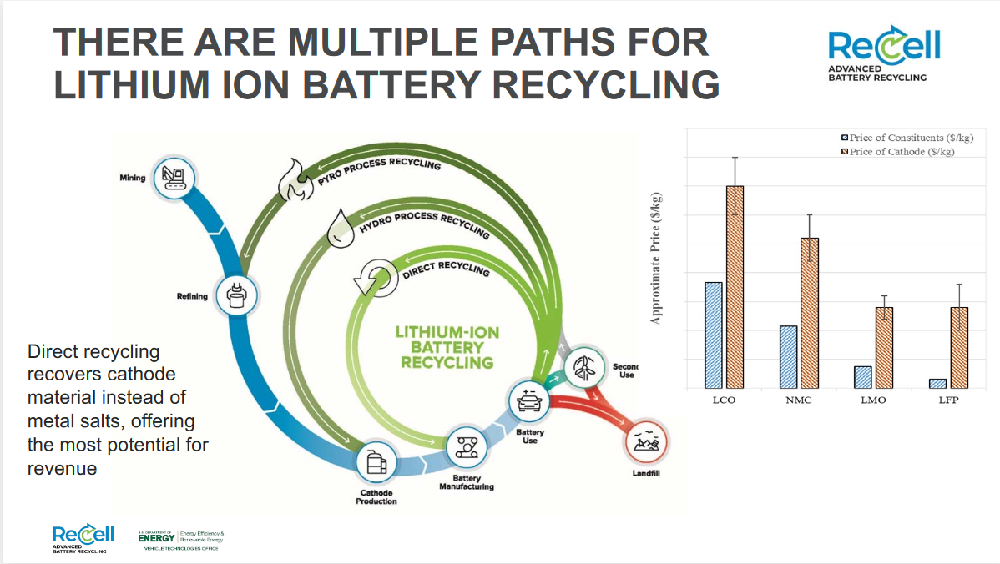 THERE ARE MULTIPLE PATHS FOR
LITHIUM ION BATTERY RECYCLING
ReCell
ADVANCED
BATTERY RECYCLING
Mining
PYRO PROCESS RECYCLING
HYDRO PROCESS RECYCLING
DIRECT RECYCLING
Refining
LITHIUM-ION
BATTERY
RECYCLING
Direct recycling
recovers cathode
material instead of
metal salts, offering
the most potential for
revenue
Secon
Use
Battery
Use
Landfill
Battery
Manufacturing
Cathode
Production
Price of Constituents ($/kg)
Price of Cathode ($/kg)
Approximate Price ($/kg)
LCO
NMC
LMO
LFP
ReCell
ADVANCED
BATTERY RECYCLING
U.S. DEPARTMENT OF
ENERGY
Energy Efficiency &
Renewable Energy
VEHICLE TECHNOLOGIES OFFICE